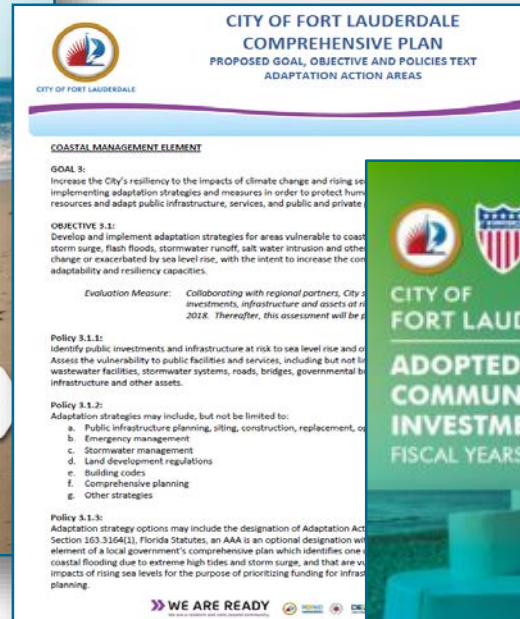 CITY OF FORT LAUDERDALE
COMPREHENSIVE PLAN
PROPOSED GOAL, OBJECTIVE AND POLICIES TEXT
ADAPTATION ACTION AREAS
CITY OF FORT LAUDERDALE
COASTAL MANAGEMENT ELEMENT
GOAL 3:
Increase the City's resiliency to the impacts of climate change and rising
implementing adaptation strategies and measures in order to protect
resources and adapt public infrastructure, services, and public and private
OBJECTIVE 3.1:
Develop and implement adaptation strategies for areas vulnerable to
storm surge, flash floods, stormwater runoff, salt water intrusion and
change or exacerbated by sea level rise, with the intent to increase the
adaptability and resiliency capacities.
Evaluation Measure: Collaborating with regional partners, City
investments, infrastructure and assets at
2018. Thereafter, this assessment will be
Policy 3.1.1:
Identify public investments and infrastructure at risk to sea level rise and
Assess the vulnerability to public facilities and services, including but not
wastewater facilities, stormwater systems, roads, bridges, governmental
infrastructure and other assets.
Policy 3.1.2:
Adaptation strategies may include, but not be limited to:
a. Public infrastructure planning, siting, construction, replacement,
b. Emergency management
c. Stormwater management
d. Land development regulations
e. Building codes
f. Comprehensive planning
g. Other strategies
Policy 3.1.3:
Adaptation strategy options may include the designation of Adaptation
Section 163.3164(1), Florida Statutes, an AAA is an optional designation
element of a local government's comprehensive plan which identifies one
coastal flooding due to extreme high tides and storm surge, and that are
impacts of rising sea levels for the purpose of prioritizing funding for
planning.
WE ARE READY
CITY OF
FORT
ADOPTED
INVESTME
FISCAL YEARS